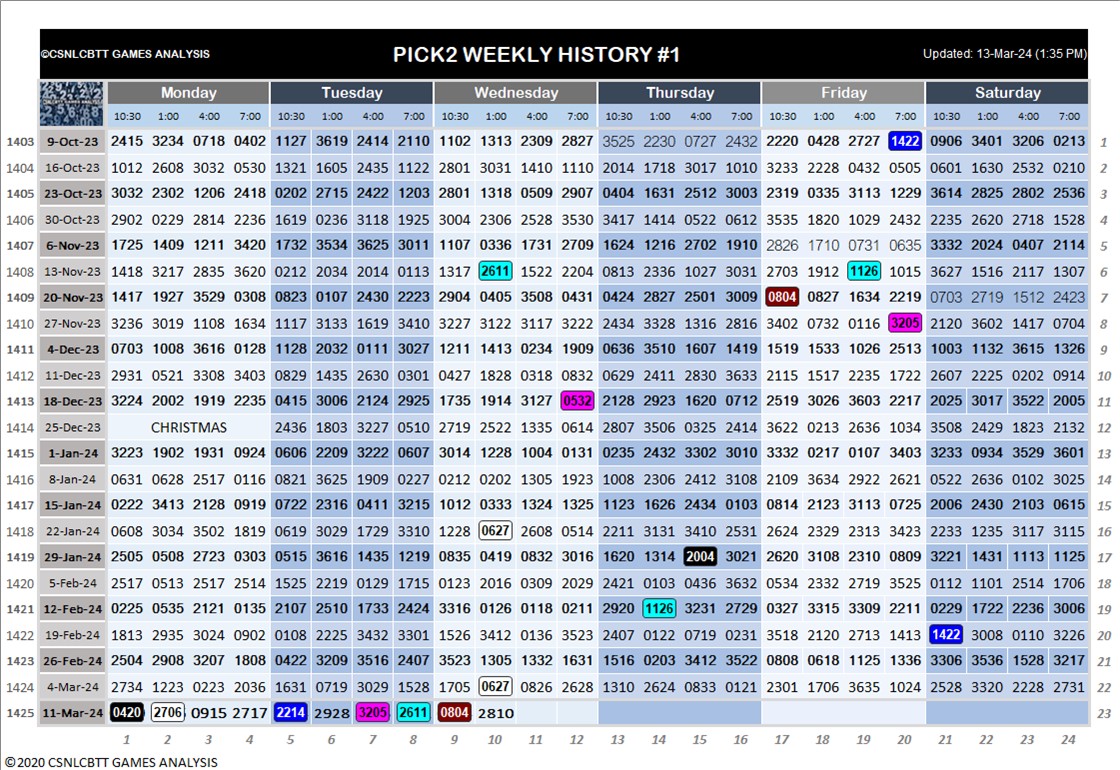 ©CSNLCBTT GAMES ANALYSIS PICK2 WEEKLY HISTORY #1 Updated: 13-Mar-24 (1:35 PM)
Monday Tuesday Wednesday Thursday Friday Saturday
10:30 1:00 4:00 7:00 10:30 1:00 4:00 8:00 10:30 1:00 4:00 7:00 10:30 1:00 4:00 7:00 10:30 1:00 4:00 7:00 10:30 1:00 4:00 7:00
1403 9-Oct-23 2415 3234 0718 0402 1127 3619 2414 2110 1102 1313 2309 2827 3525 2230 0727 2432 2220 0428 2727 1422 0906 3401 3206 0213 1
1404 16-Oct-23 1012 2608 3032 0530 1321 1605 2435 1122 2801 3031 1410 1110 2014 1718 3017 1010 3233 2228 0432 0505 0601 1630 2532 0210 2
1405 23-Oct-23 3032 2302 1206 2418 0202 2715 2422 1203 2801 1318 0509 2907 0404 1631 2512 3003 2319 0335 3113 1229 3614 2825 2802 2536 3
1406 30-Oct-23 2902 0229 2814 2236 1619 0236 3118 1925 3004 2306 2528 3530 3417 1414 0522 0612 3535 1820 1029 2432 2235 2620 2718 1528 4
1407 6-Nov-23 1725 1409 1211 3420 1732 3534 3625 3011 1107 0336 1731 2709 1624 1216 2702 1910 2826 1710 0731 0635 3332 2024 0407 2114 5
1408 13-Nov-23 1418 3217 2835 3620 0212 2034 2014 0113 1317 2611 1522 2204 0813 2336 1027 3031 2703 1912 1126 1015 3627 1516 2117 1307 6
1409 20-Nov-23 1417 1927 3529 0308 0823 0107 2430 2223 2904 0405 3508 0431 0424 2827 2501 3009 0804 0827 1634 2219 0703 2719 1512 2423 7
1410 27-Nov-23 3236 3019 3108 1634 1117 3133 1619 3410 3227 3122 3117 3222 2434 1328 1316 2816 3402 0732 0116 3205 2120 3602 1417 0704 8
1411 4-Dec-23 0703 1008 3616 0128 1128 2032 0111 3027 1211 1413 0234 1909 0636 3510 1607 1419 1519 1533 1026 2513 1003 1132 3615 1326 9
1412 11-Dec-23 2931 0521 3308 3403 0829 1435 2630 0301 0427 1828 0318 0832 0629 2411 2830 3633 2115 1517 2235 1722 2607 2225 0202 0914 10
1413 18-Dec-23 3224 2002 1919 2235 0415 3006 2124 2925 1735 1914 3127 0532 2128 2923 1620 0712 2519 3026 3603 2217 2025 3017 3522 2005 11
1414 25-Dec-23 CHRISTMAS 2436 1803 3227 0510 2719 2522 1335 0614 2807 3506 0325 2414 3622 0213 2636 1034 3508 2429 1823 2132 12
1415 1-Jan-24 3223 1902 1931 0924 0606 2209 3222 0607 3014 1228 1004 0131 0235 2432 3302 3010 3332 0217 0107 3403 3233 0934 3529 3601 13
1416 8-Jan-24 0631 0628 2517 0116 0821 3625 1909 0227 0212 0202 1305 1923 1008 2306 2412 3108 2109 3634 2922 2621 0522 2636 0102 3025 14
1417 15-Jan-24 0222 3413 2128 0919 0722 2316 0411 3215 1012 0333 1324 1325 1123 1626 2434 0103 0814 2123 3113 0725 2006 2430 2103 0615 15
1418 22-Jan-24 0608 3034 3502 1819 0619 3029 1729 3310 1228 0627 2608 0514 2211 3131 3410 2531 2624 2329 2313 3423 2233 1235 3117 3115 16
1419 29-Jan-24 2505 0508 2723 0303 0515 3616 1435 1219 0835 0419 0832 3016 1620 1314 2004 3021 2620 3108 2310 0809 3221 1431 1113 1125 17
1420 5-Feb-24 2517 0513 2517 2514 1525 2219 0129 1715 0123 2016 0309 2029 2421 0103 0436 3632 0534 2332 2719 3525 0112 1101 2514 1706 18
1421 12-Feb-24 0225 0535 2121 0135 2107 2510 1733 2424 3316 0126 0118 0211 2920 1126 3231 2729 0327 3315 3309 2211 0229 1722 2236 3006 19
1422 19-Feb-24 1813 2935 3024 0902 0108 2225 3432 3301 1526 3412 0136 3523 2407 0122 0719 0231 3518 2120 2713 1413 1422 3008 0110 3226 20
1423 26-Feb-24 2504 2908 3207 1808 0422 3209 3516 2407 3523 1305 1332 1631 1516 0203 3412 3522 0808 0618 1125 1336 3306 3536 1528 3217 21
1424 4-Mar-24 2734 1223 0223 2036 1631 0719 3029 1528 1705 0627 0826 2628 1310 2624 0833 0121 2301 1706 3635 1024 2528 3320 2228 2731 22
1425 11-Mar-24 0420 2706 0915 2717 2214 2928 3205 2611 0804 2810 23
1 2 3 4 5 6 7 8 9 10 11 12 13 14 15 16 17 18 19 20 21 22 23 24
©2020 CSNLCBTT GAMES ANALYSIS